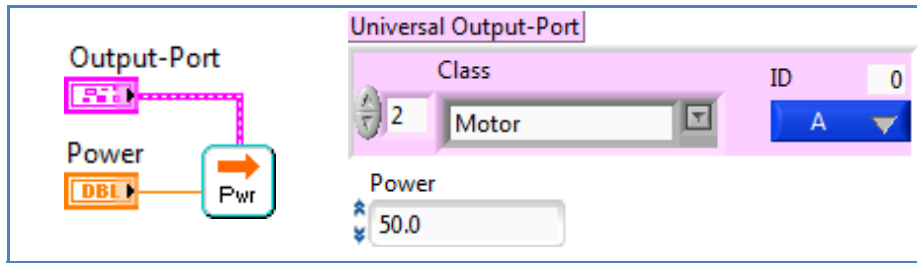 Output-Port
Power
DBL
Pwr
Universal Output-Port
Class
ID
0
2
Motor
A
Power
50.0